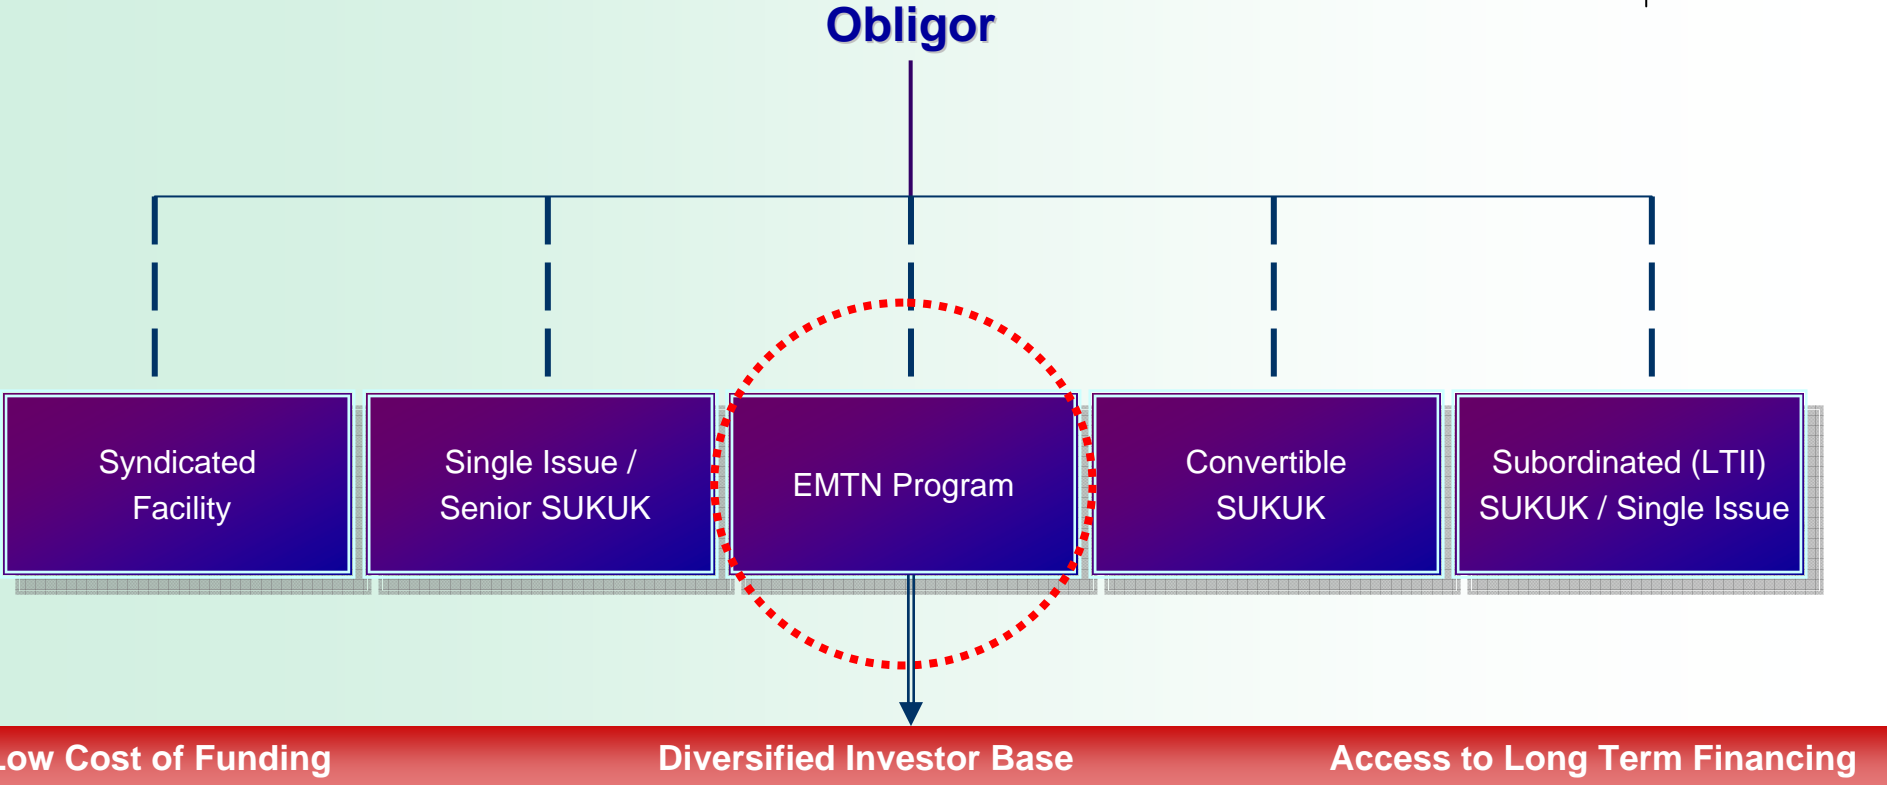 Obligor
Syndicated
Facility
Single Issue /
Senior SUKUK
EMTN Program
Convertible
SUKUK
Subordinated (LTII)
SUKUK / Single Issue
Low Cost of Funding
Diversified Investor Base
Access to Long Term Financing